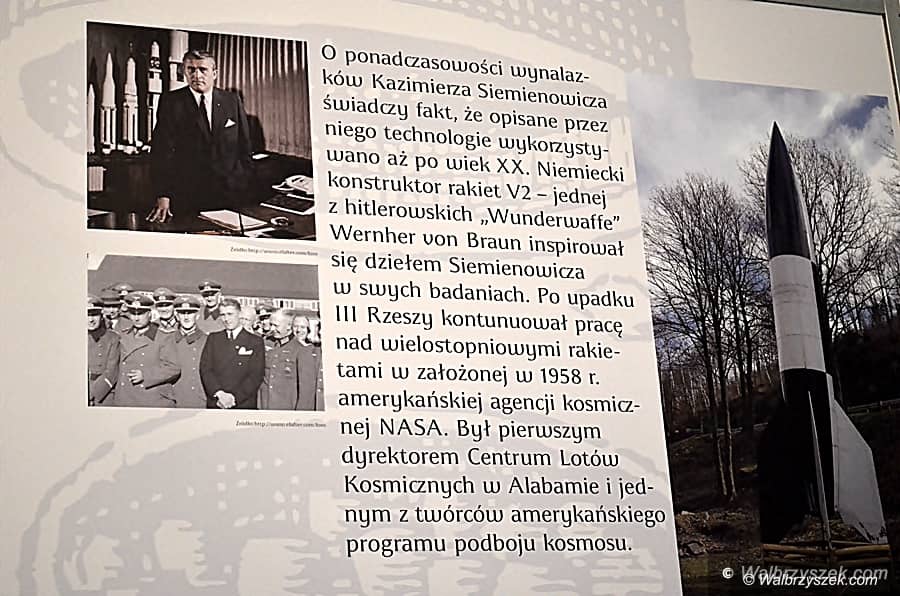 O ponadczasowości wynalaz-
ków Kazimierza Siemienowicza
świadczy fakt, że opisane przez
niego technologie wykorzysty-
wano aż po wiek XX. Niemiecki
konstruktor rakiet V2 – jednej
z hitlerowskich „Wunderwaffe”
Wernher von Braun inspirował
się dziełem Siemienowicza
w swych badaniach. Po upadku
III Rzeszy kontunuował pracę
nad wielostopniowymi rakie-
tami w założonej w 1958 r.
amerykańskiej agencji kosmicz-
nej NASA. Był pierwszym
dyrektorem Centrum Lotów
Kosmicznych w Alabamie i jed-
nym z twórców amerykańskiego
programu podboju kosmosu.
© Walbrzyszek.com
© Walbrzyszek.com